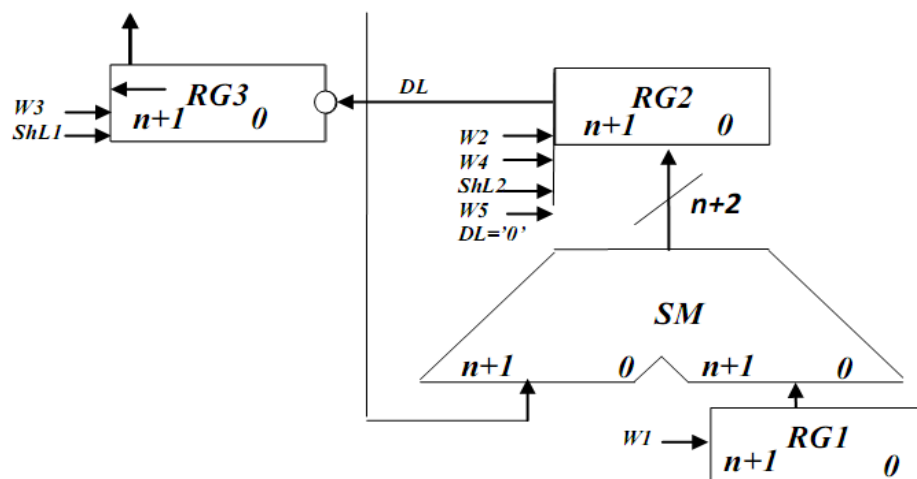 RG3
n+1 0
W3
ShL1
DL
RG2
n+1 0
W2
W4
ShL2
W5
DL='0'
n+2
SM
n+1 0 n+1 0
W1
RG1
n+1 0